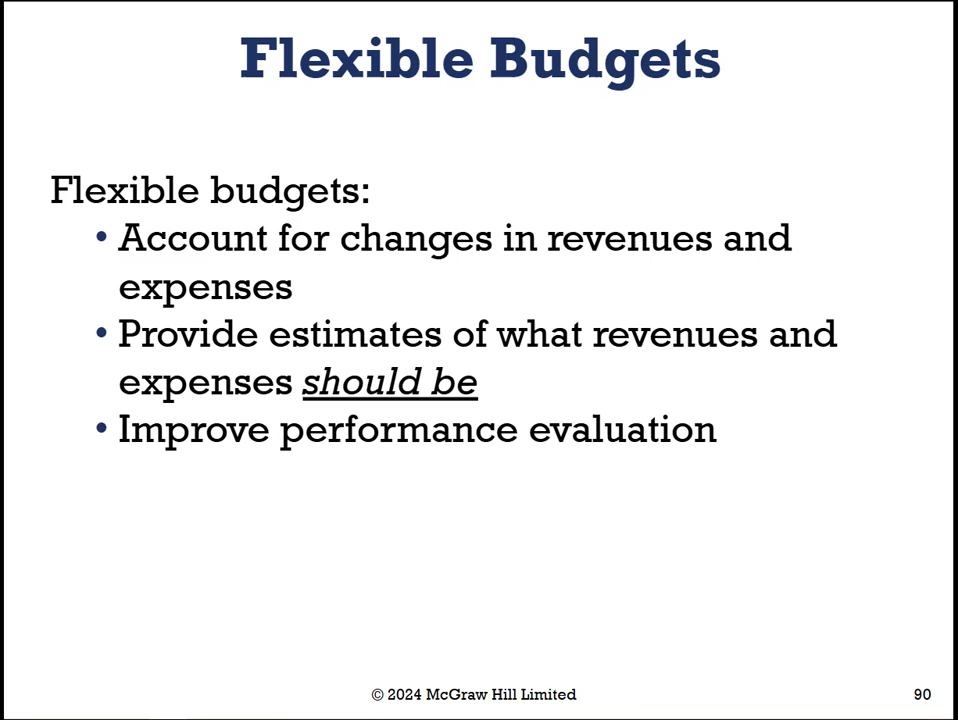 Flexible Budgets
Flexible budgets:
• Account for changes in revenues and
expenses
• Provide estimates of what revenues and
expenses should be
• Improve performance evaluation
© 2024 McGraw Hill Limited
90